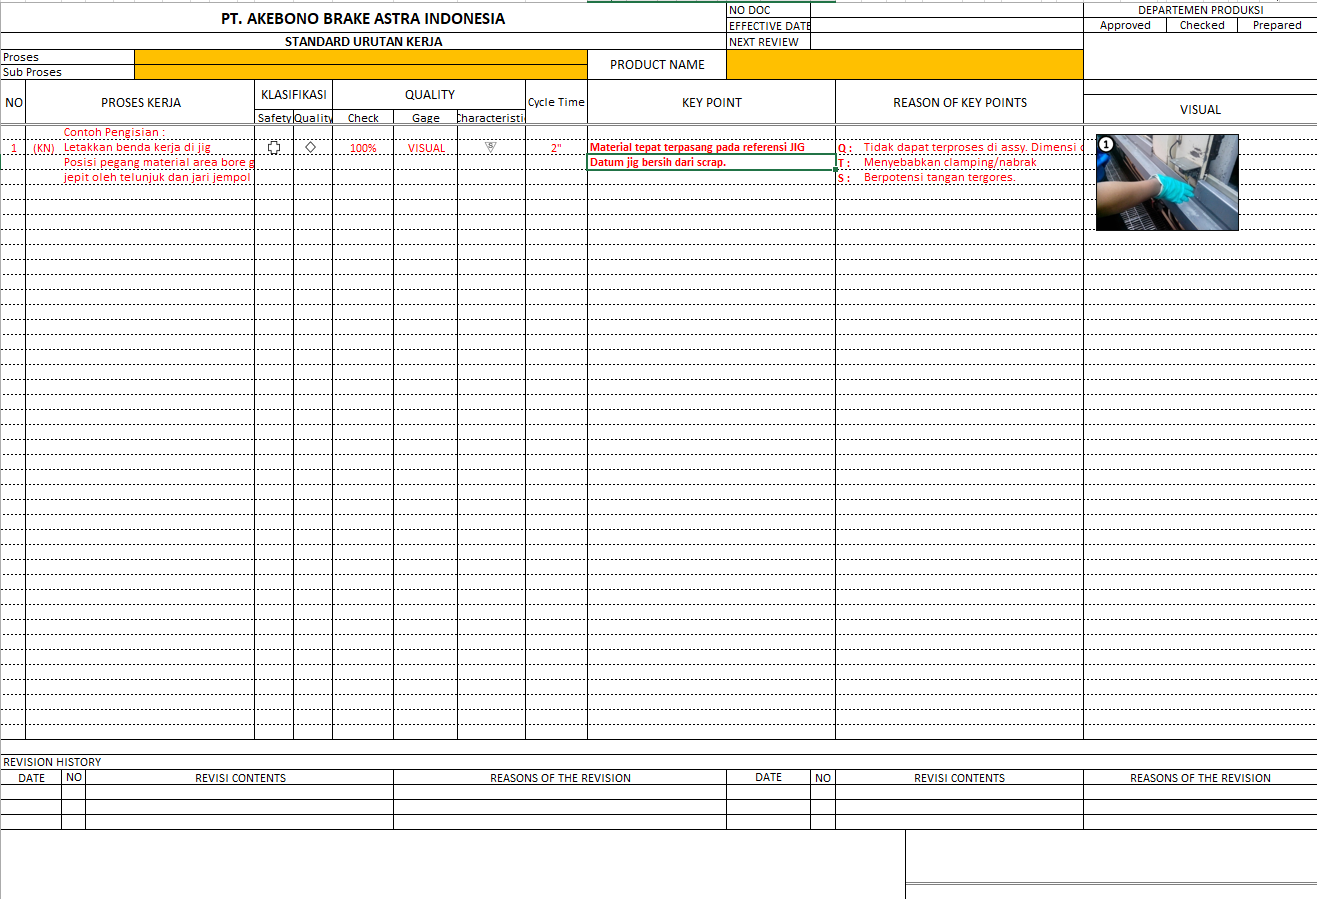 PT. AKEBONO BRAKE ASTRA INDONESIA
STANDARD URUTAN KERJA
NO DOC
EFFECTIVE DATE
NEXT REVIEW
DEPARTEMEN PRODUKSI
Approved Checked Prepared
Proses
Sub Proses
PRODUCT NAME
NO PROSES KERJA KLASIFIKASI QUALITY Cycle Time KEY POINT REASON OF KEY POINTS VISUAL
Safety Quality Check Gage Characteristi
Contoh Pengisian :
1 (KN) Letakkan benda kerja di jig 100% VISUAL S 2" Material tepat terpasang pada referensi JIG Q : Tidak dapat terproses di assy. Dimensi 1
Posisi pegang material area bore Datum jig bersih dari scrap. T : Menyebabkan clamping/nabrak
jepit oleh telunjuk dan jari jempol S : Berpotensi tangan tergores.
REVISION HISTORY
DATE NO REVISI CONTENTS REASONS OF THE REVISION DATE NO REVISI CONTENTS REASONS OF THE REVISION